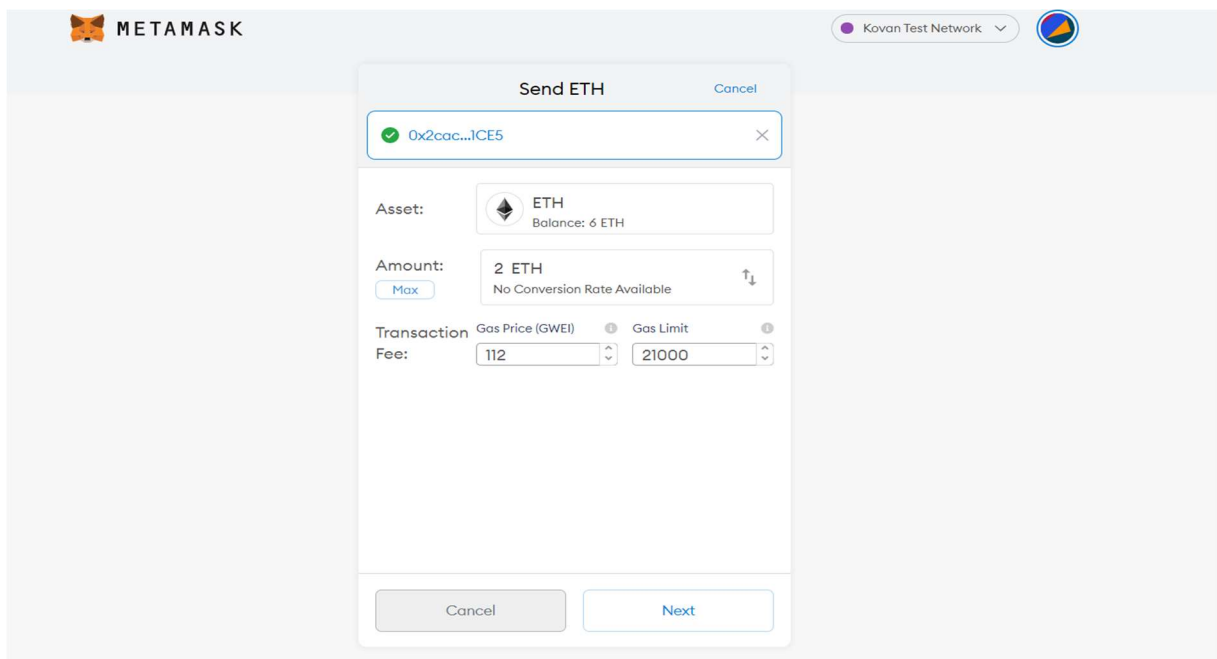 METAMASK
Kovan Test Network
Send ETH
Cancel
0x2cac...1CE5
Asset:
ETH
Balance: 6 ETH
Amount:
Max
2 ETH
No Conversion Rate Available
Transaction
Fee:
Gas Price (GWEI)
Gas Limit
112
21000
Cancel
Next